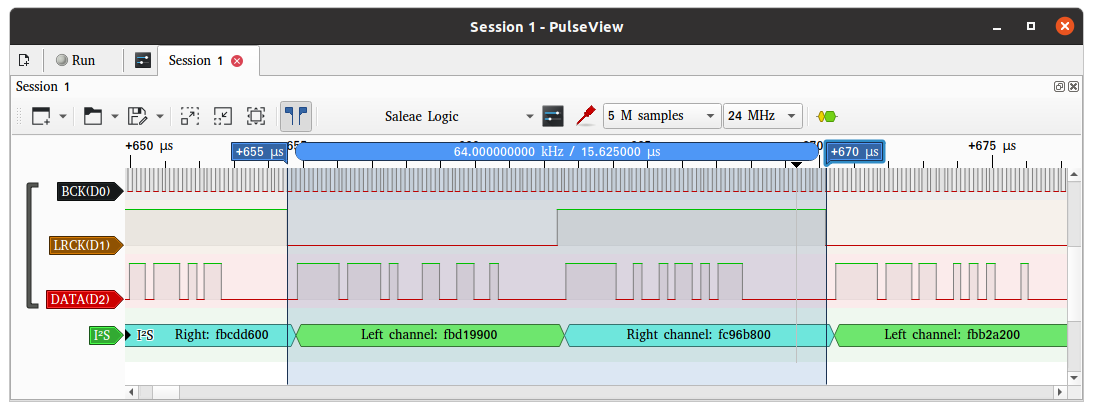 Session 1 - PulseView
Run
Session 1
Session 1
Saleae Logic
5 M samples
24 MHz
+650 µs
+655 µs
64.000000000 kHz / 15.625000 µs
+670 µs
+675 µs
BCK(D0)
LRCK(D1)
DATA(D2)
I²S
I²S
Right: fbcdd600
Left channel: fbd19900
Right channel: fc96b800
Left channel: fbb2a200